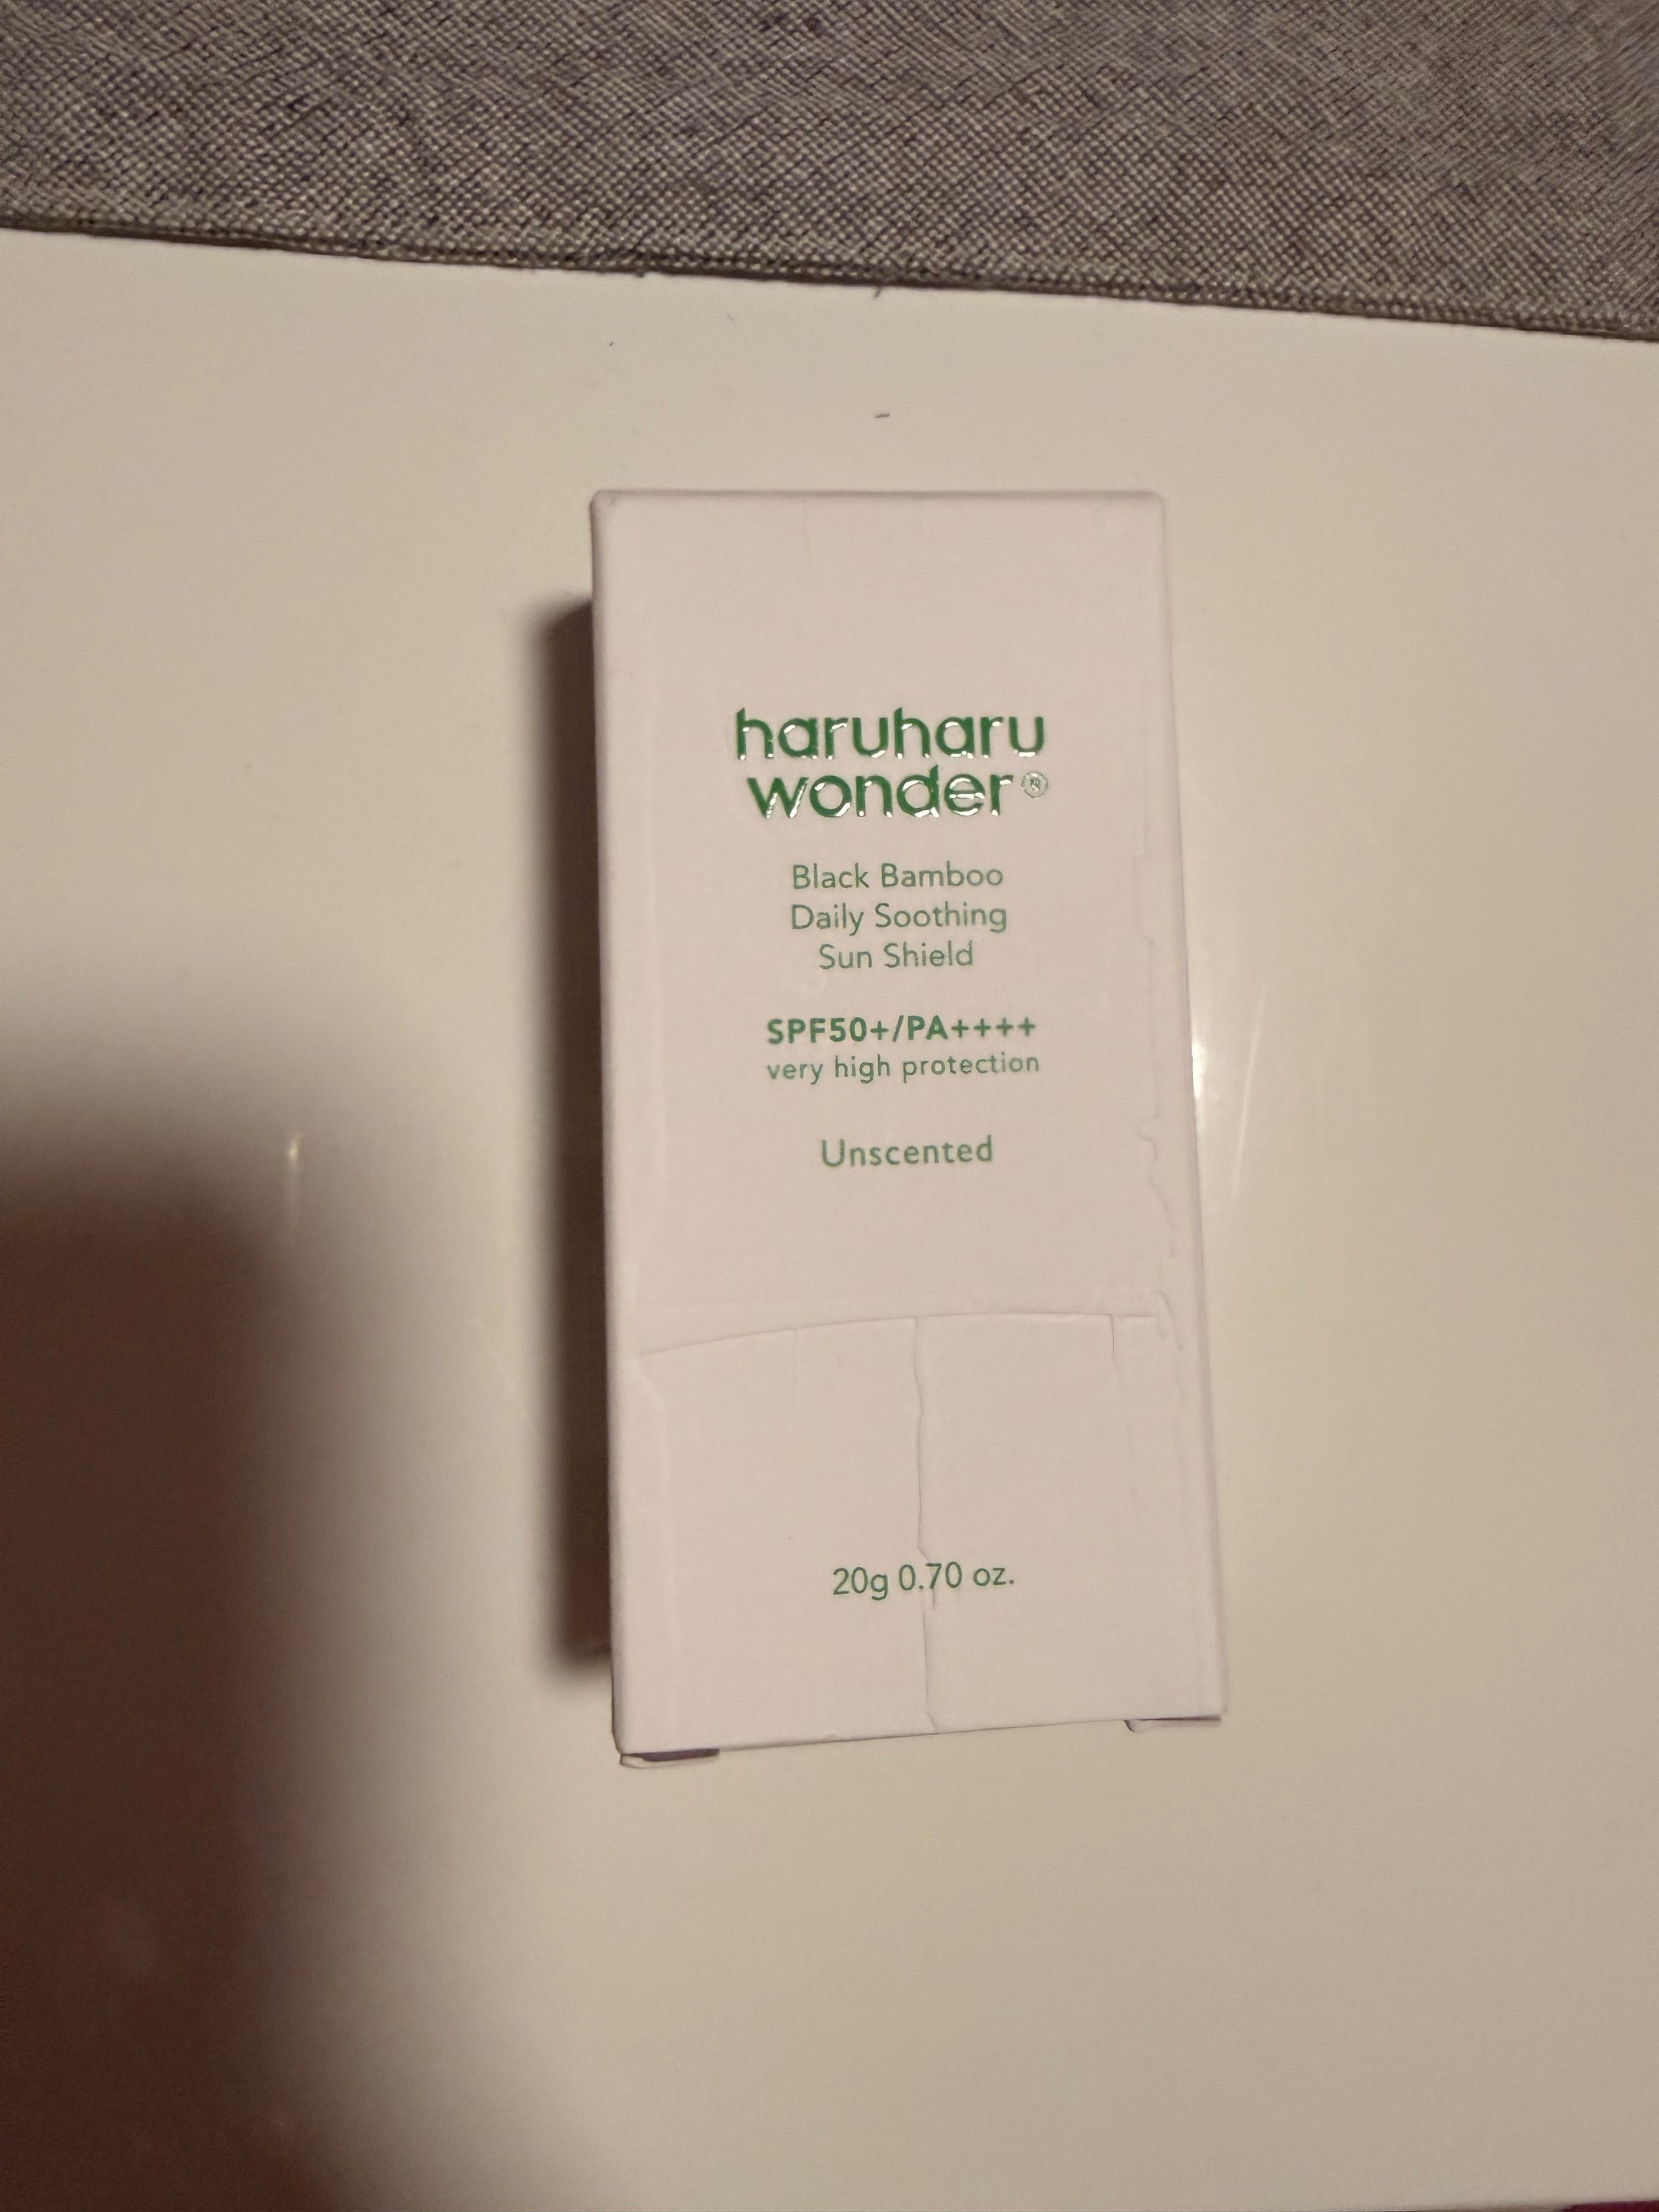 haruharu
wonder®
Black Bamboo
Daily Soothing
Sun Shield
SPF50+/PA++++
very high protection
Unscented
20g 0.70 oz.